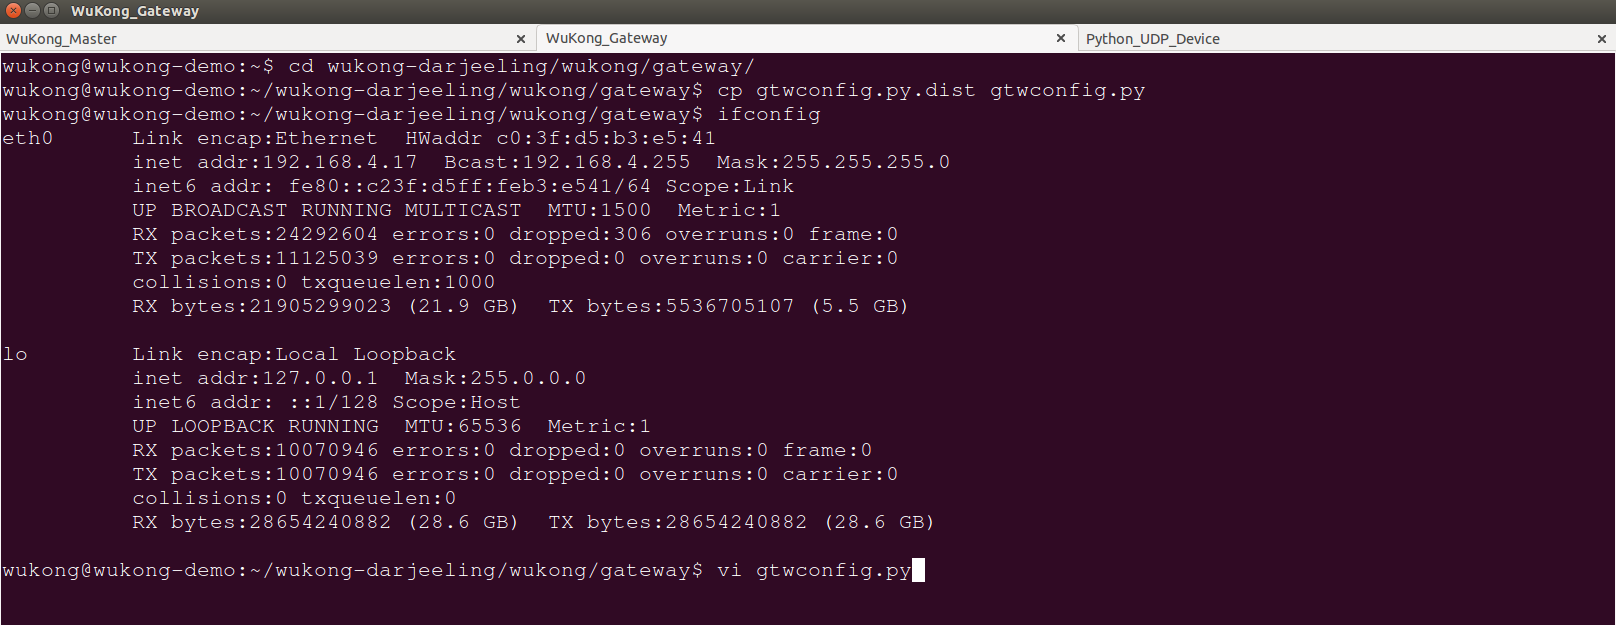 WuKong_Gateway
WuKong_Master
WuKong_Gateway
Python_UDP_Device
wukong@wukong-demo:~$ cd wukong-darjeeling/wukong/gateway/
wukong@wukong-demo:~/wukong-darjeeling/wukong/gateway$ cp gtwconfig.py.dist gtwconfig.py
wukong@wukong-demo:~/wukong-darjeeling/wukong/gateway$ ifconfig
eth0      Link encap:Ethernet  HWaddr c0:3f:d5:b3:e5:41
          inet addr:192.168.4.17  Bcast:192.168.4.255  Mask:255.255.255.0
          inet6 addr: fe80::c23f:d5ff:feb3:e541/64 Scope:Link
          UP BROADCAST RUNNING MULTICAST  MTU:1500  Metric:1
          RX packets:24292604 errors:0 dropped:306 overruns:0 frame:0
          TX packets:11125039 errors:0 dropped:0 overruns:0 carrier:0
          collisions:0 txqueuelen:1000
          RX bytes:21905299023 (21.9 GB)  TX bytes:5536705107 (5.5 GB)
lo        Link encap:Local Loopback
          inet addr:127.0.0.1  Mask:255.0.0.0
          inet6 addr: ::1/128 Scope:Host
          UP LOOPBACK RUNNING  MTU:65536  Metric:1
          RX packets:10070946 errors:0 dropped:0 overruns:0 frame:0
          TX packets:10070946 errors:0 dropped:0 overruns:0 carrier:0
          collisions:0 txqueuelen:0
          RX bytes:28654240882 (28.6 GB)  TX bytes:28654240882 (28.6 GB)
wukong@wukong-demo:~/wukong-darjeeling/wukong/gateway$ vi gtwconfig.py